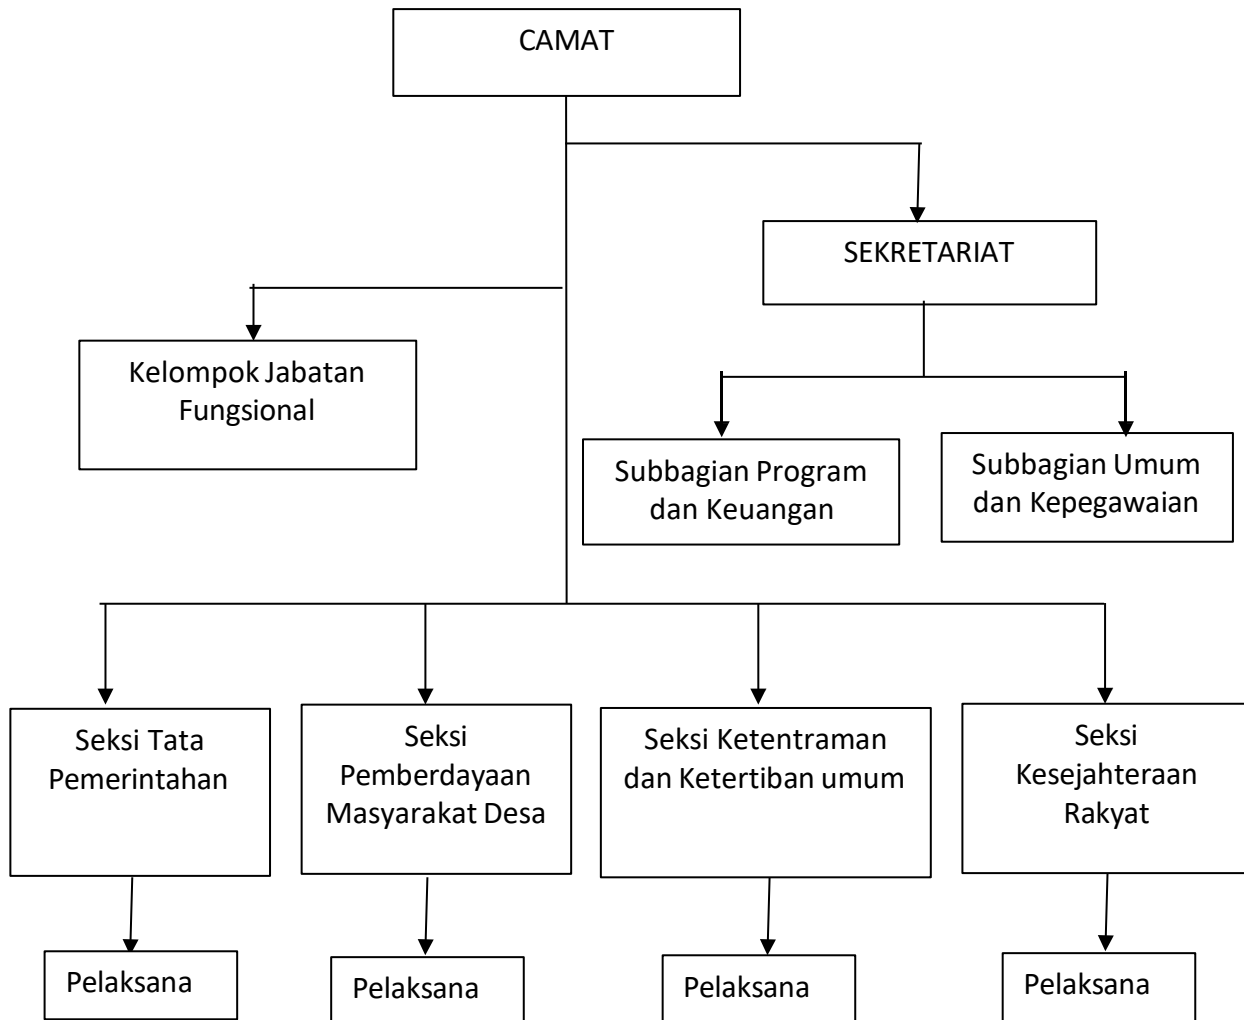 CAMAT
SEKRETARIAT
Kelompok Jabatan
Fungsional
Subbagian Program
dan Keuangan
Subbagian Umum
dan Kepegawaian
Seksi Tata
Pemerintahan
Seksi
Pemberdayaan
Masyarakat Desa
Seksi Ketentraman
dan Ketertiban umum
Seksi
Kesejahteraan
Rakyat
Pelaksana
Pelaksana
Pelaksana
Pelaksana